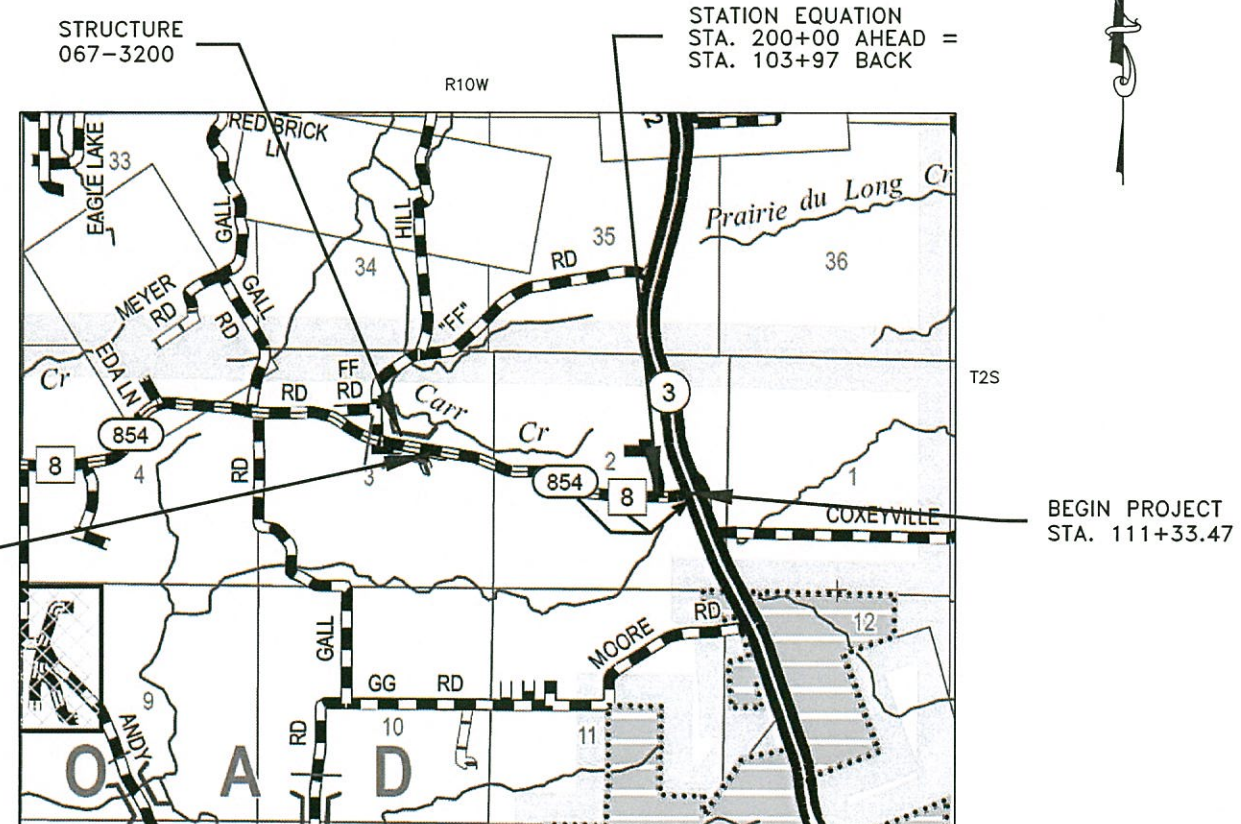 STRUCTURE
067-3200
STATION EQUATION
STA. 200+00 AHEAD =
STA. 103+97 BACK
R10W
RED BRICK
LN
EAGLE LAKE
33
GALL
HILL
34
35
RD
Prairie du Long Cr
36
MEYER
RD
GALL
RD
"FF"
EDA LN
Cr
FF
RD
RD
Carr
Cr
3
T2S
854
8
4
RD
3
854
2
8
1
COXEYVILLE
BEGIN PROJECT
STA. 111+33.47
GALL
MOORE
RD
12
9
ANDY
RD
GG RD
10
11
O A D